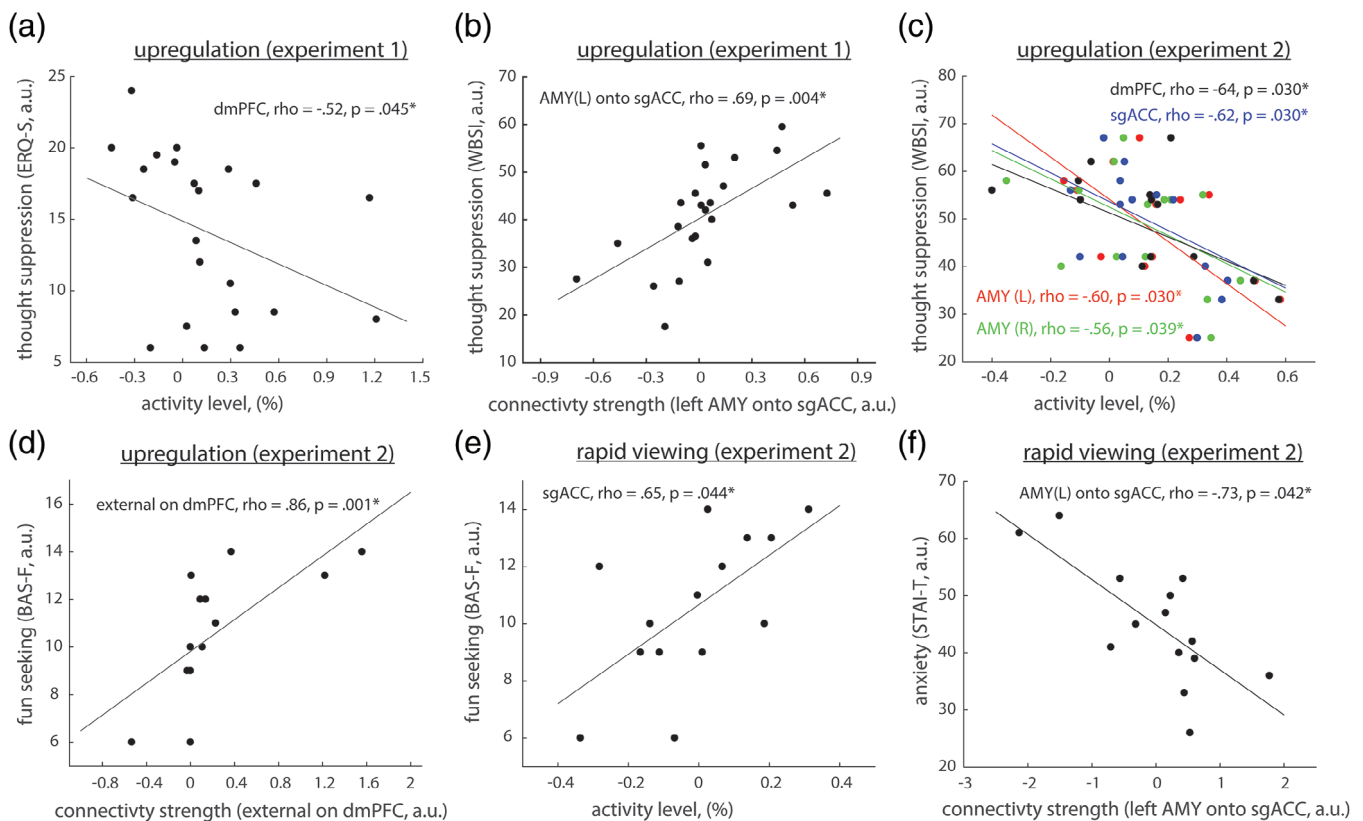 (a)
upregulation (experiment 1)
dmPFC, rho = -.52, p = .045*
thought suppression (ERQ-S, a.u.)
25
20
15
10
5
-0.6
-0.3
0
0.3
0.6
0.9
1.2
1.5
activity level, (%)
(b)
upregulation (experiment 1)
AMY(L) onto sgACC, rho = .69, p = .004*
thought suppression (WBSI, a.u.)
70
60
50
40
30
20
10
-0.9
-0.6
-0.3
0
0.3
0.6
0.9
connectivty strength (left AMY onto sgACC, a.u.)
(c)
upregulation (experiment 2)
dmPFC, rho = -64, p = .030*
sgACC, rho = -.62, p = .030*
AMY (L), rho = -.60, p = .030*
AMY (R), rho = -.56, p = .039*
thought suppression (WBSI, a.u.)
80
70
60
50
40
30
20
-0.4
-0.2
0
0.2
0.4
0.6
activity level, (%)
(d)
upregulation (experiment 2)
external on dmPFC, rho = .86, p = .001*
fun seeking (BAS-F, a.u.)
16
14
12
10
8
6
-0.8
-0.4
0
0.4
0.8
1.2
1.6
2
connectivty strength (external on dmPFC, a.u.)
(e)
rapid viewing (experiment 2)
sgACC, rho = .65, p = .044*
fun seeking (BAS-F, a.u.)
14
12
10
8
6
-0.4
-0.2
0
0.2
0.4
activity level, (%)
(f)
rapid viewing (experiment 2)
AMY(L) onto sgACC, rho = -.73, p = .042*
anxiety (STAI-T, a.u.)
70
60
50
40
30
20
-3
-2
-1
0
1
2
connectivty strength (left AMY onto sgACC, a.u.)